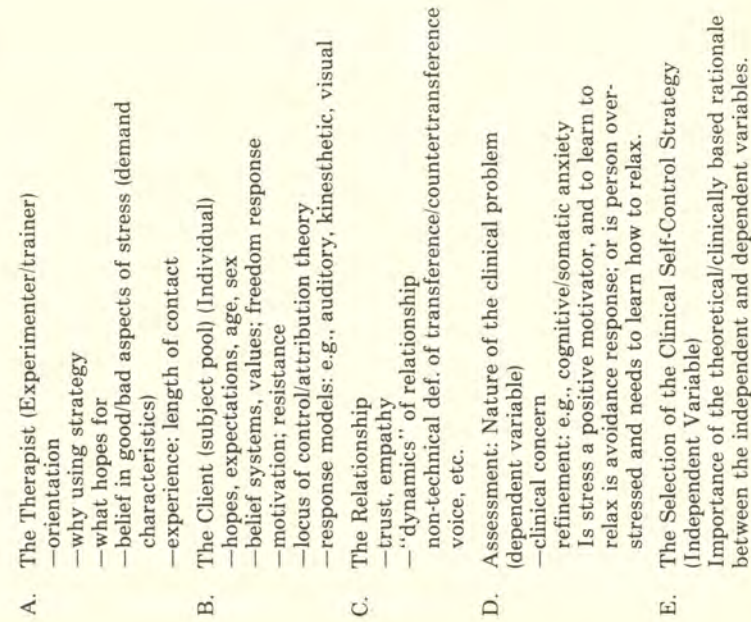 A. The Therapist (Experimenter/trainer)
—orientation
—why using strategy
—what hopes for
—belief in good/bad aspects of stress (demand
characteristics)
—experience; length of contact
B. The Client (subject pool) (Individual)
—hopes, expectations, age, sex
—belief systems, values; freedom response
—motivation; resistance
—locus of control/attribution theory
—response models: e.g., auditory, kinesthetic, visual
C. The Relationship
—trust, empathy
—“dynamics” of relationship
non-technical def. of transference/countertransference
voice, etc.
D. Assessment: Nature of the clinical problem
(dependent variable)
—clinical concern
refinement: e.g., cognitive/somatic anxiety
Is stress a positive motivator, and to learn to
relax is avoidance response; or is person over-
stressed and needs to learn how to relax.
E. The Selection of the Clinical Self-Control Strategy
(Independent Variable)
Importance of the theoretical/clinically based rationale
between the independent and dependent variables.